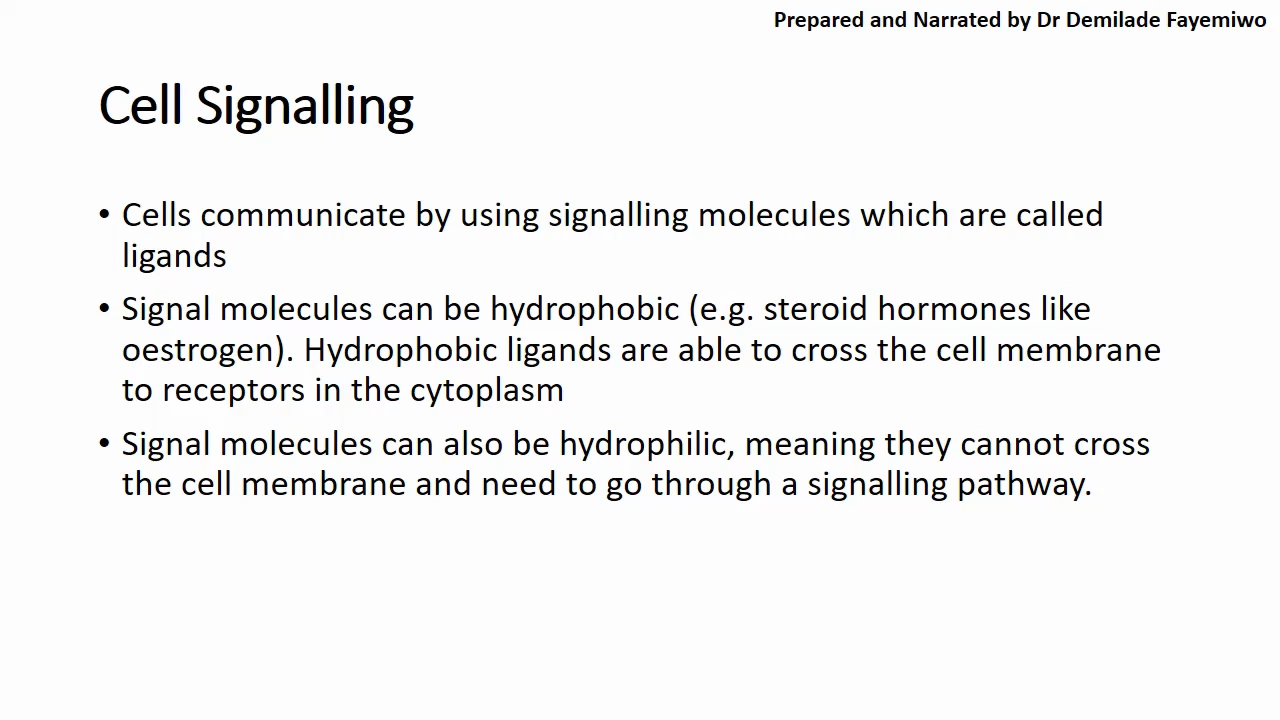 Prepared and Narrated by Dr Demilade Fayemiwo
Cell Signalling
• Cells communicate by using signalling molecules which are called
ligands
• Signal molecules can be hydrophobic (e.g. steroid hormones like
oestrogen). Hydrophobic ligands are able to cross the cell membrane
to receptors in the cytoplasm
• Signal molecules can also be hydrophilic, meaning they cannot cross
the cell membrane and need to go through a signalling pathway.